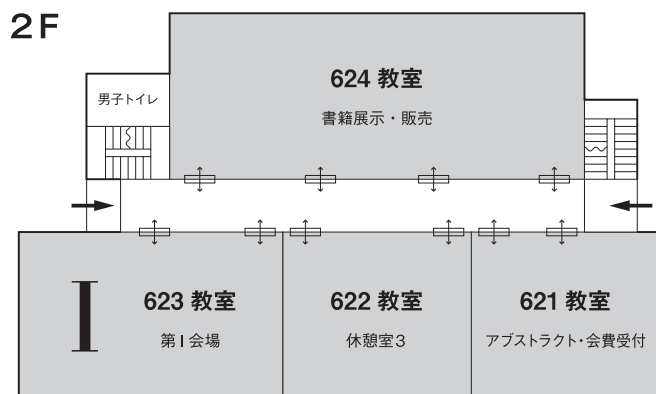 2F
624 教室
書籍展示・販売
男子トイレ
I
623 教室
第I会場
622 教室
休憩室3
621 教室
アブストラクト・会費受付